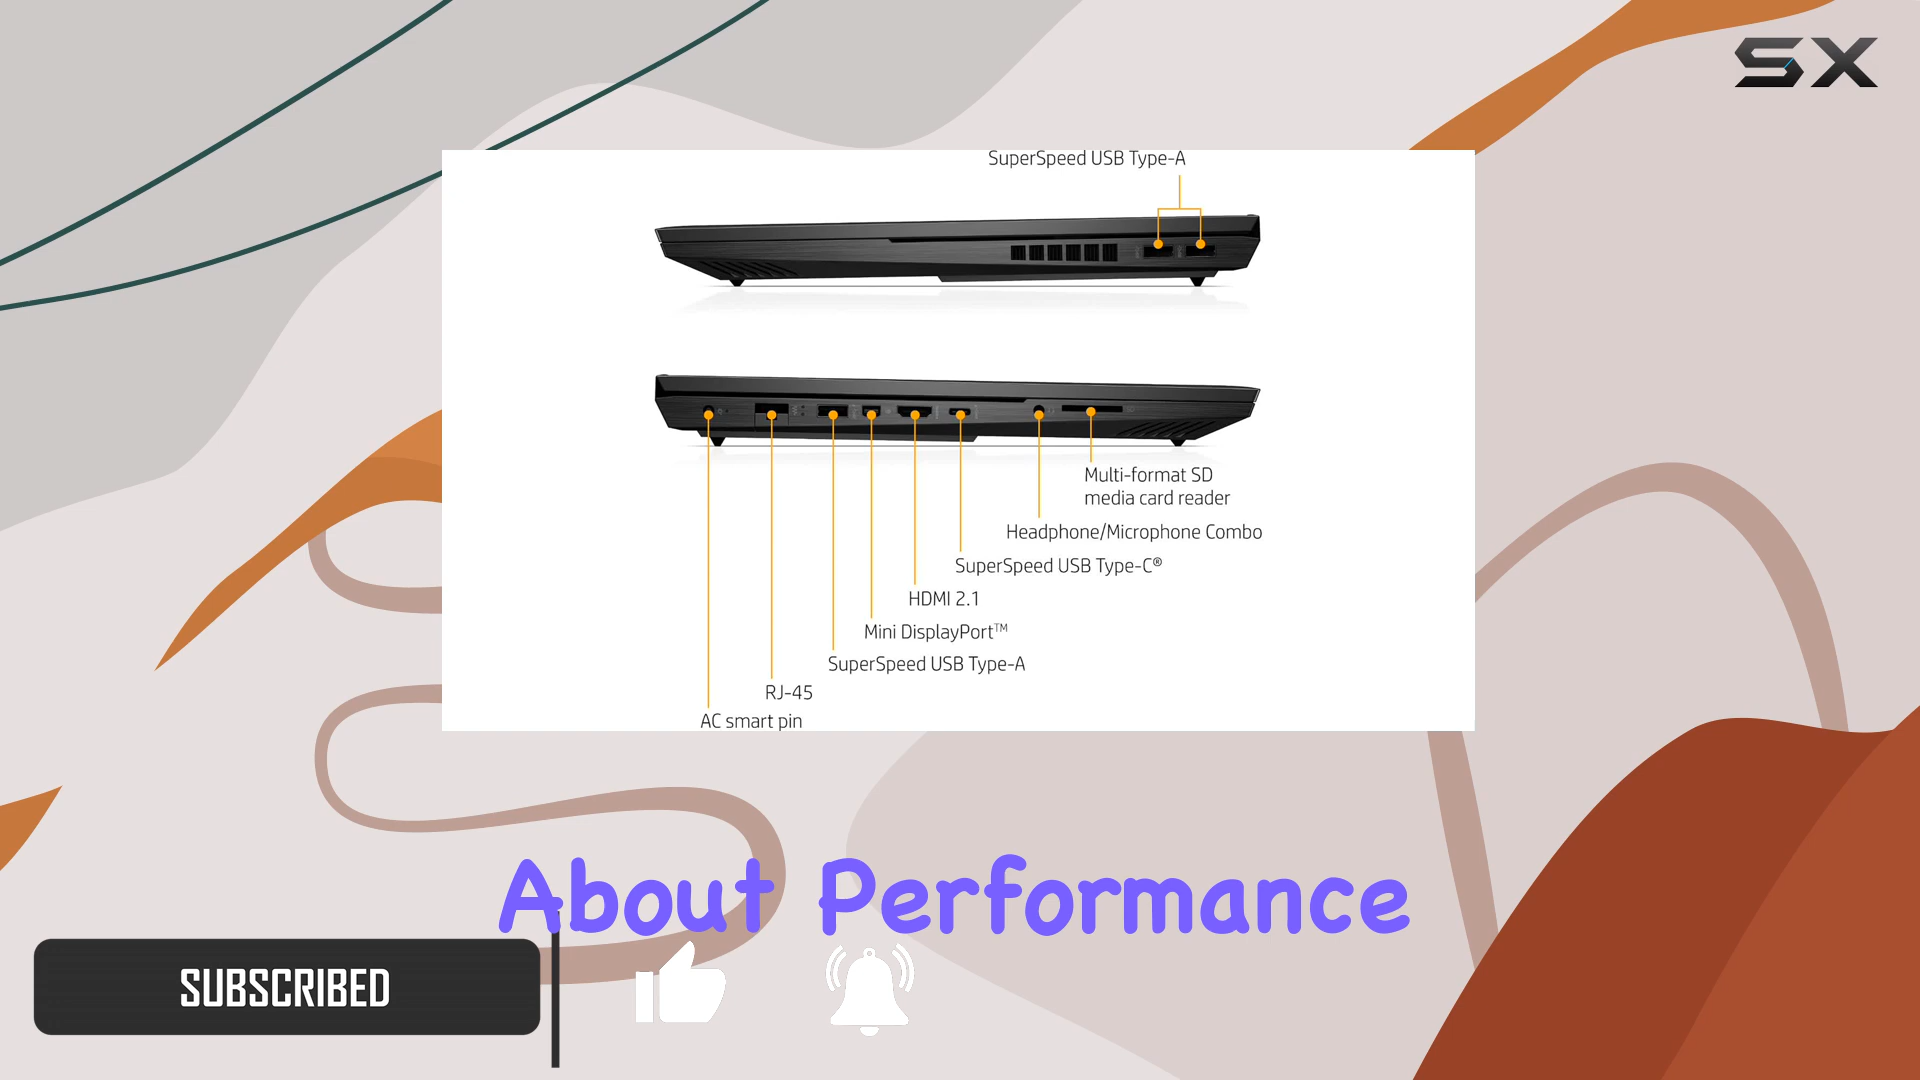 SX
SuperSpeed USB Type-A
Multi-format SD
media card reader
Headphone/Microphone Combo
SuperSpeed USB Type-C®
HDMI 2.1
Mini DisplayPort™
SuperSpeed USB Type-A
RJ-45
AC smart pin
About Performance
SUBSCRIBED